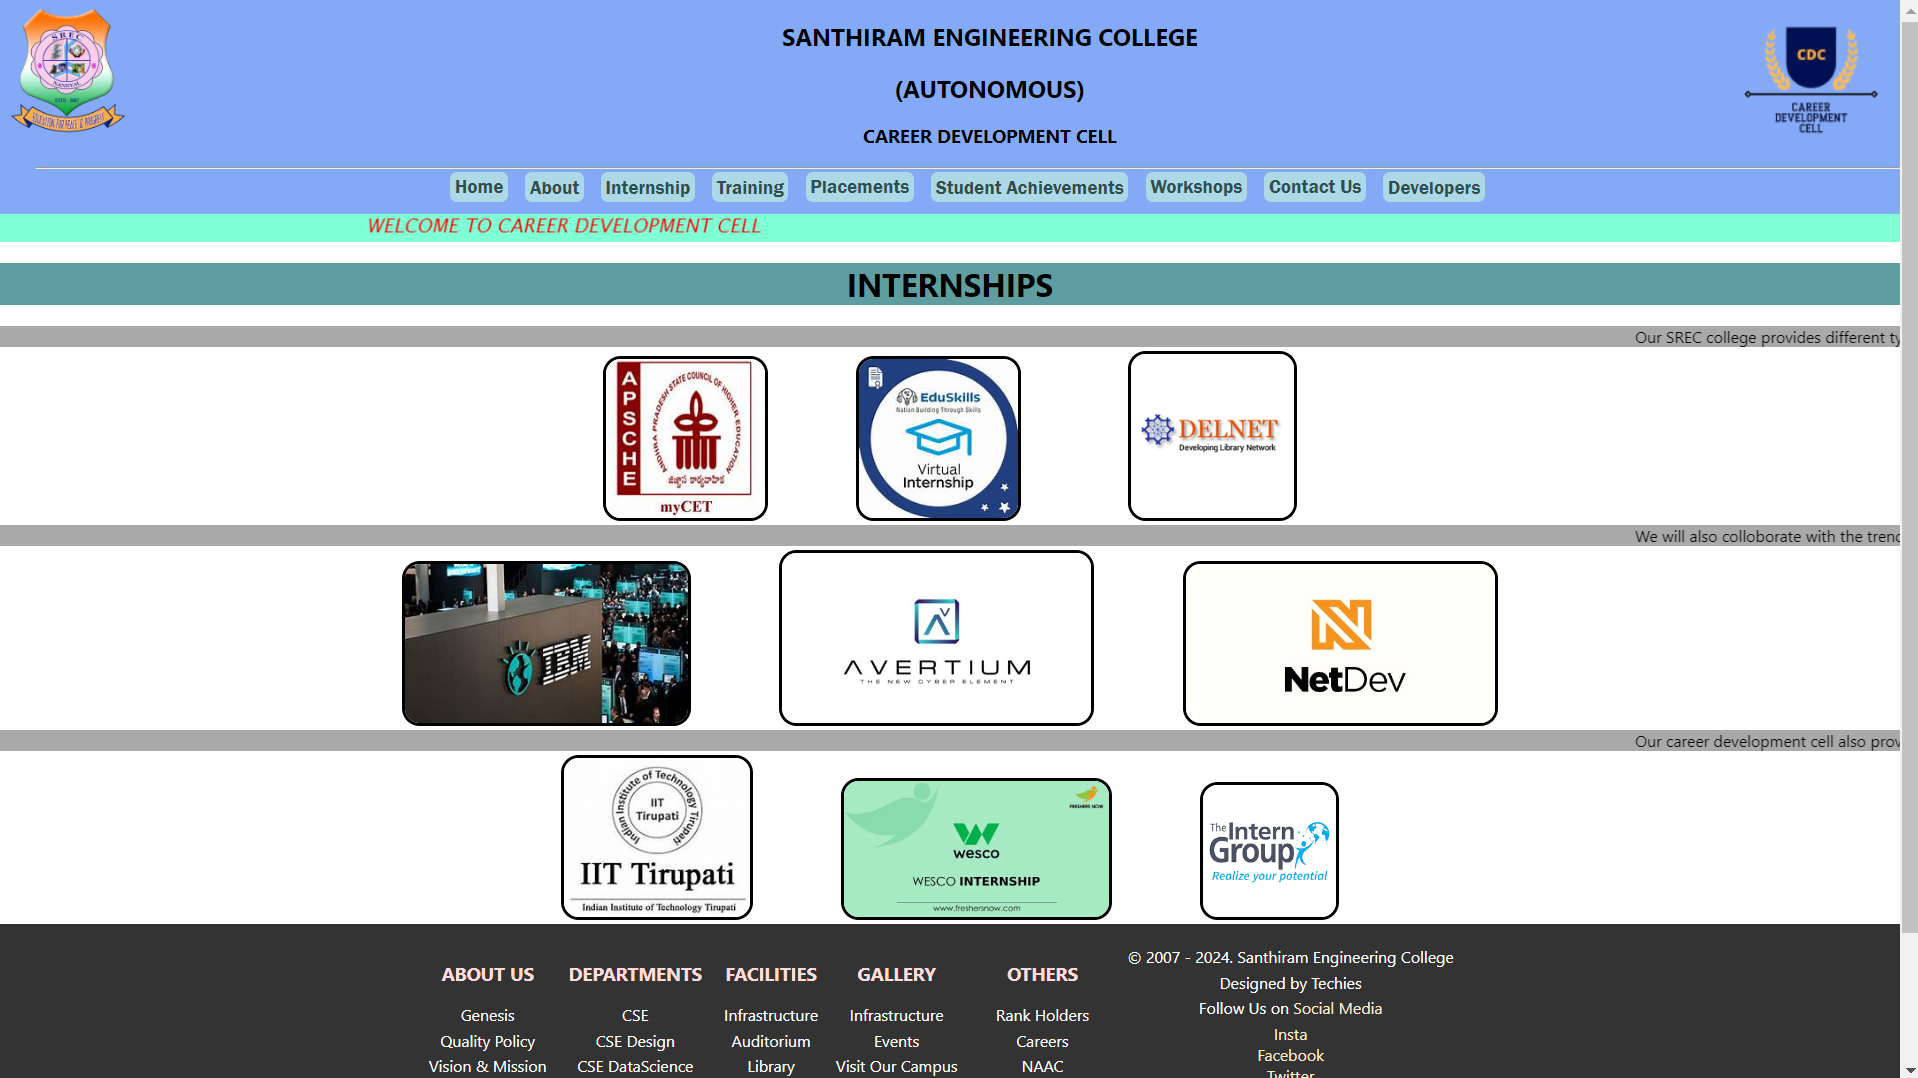 SREC
NANDYAL
ESTD - 2007
EDUCATION FOR PEACE & PROGRESS
SANTHIRAM ENGINEERING COLLEGE
(AUTONOMOUS)
CAREER DEVELOPMENT CELL
CDC
CAREER
DEVELOPMENT
CELL
Home About Internship Training Placements Student Achievements Workshops Contact Us Developers
WELCOME TO CAREER DEVELOPMENT CELL
INTERNSHIPS
Our SREC college provides different ty
APSCHE
ANDHRA PRADESH STATE COUNCIL OF HIGHER EDUCATION
myCET
EduSkills
Nation Building Through Skills
Virtual
Internship
DELNET
Developing Library Network
We will also colloborate with the trenc
IBM
AVERTIUM
THE NEW CYBER ELEMENT
NetDev
Our career development cell also prov
Indian Institute of Technology Tirupati
IIT
Tirupati
IIT Tirupati
Indian Institute of Technology Tirupati
FRESHERS NOW
wesco
WESCO INTERNSHIP
www.freshersnow.com
The Intern
Group
Realize your potential
ABOUT US
Genesis
Quality Policy
Vision & Mission
DEPARTMENTS
CSE
CSE Design
CSE DataScience
FACILITIES
Infrastructure
Auditorium
Library
GALLERY
Infrastructure
Events
Visit Our Campus
OTHERS
Rank Holders
Careers
NAAC
© 2007 - 2024. Santhiram Engineering College
Designed by Techies
Follow Us on Social Media
Insta
Facebook
Twitter